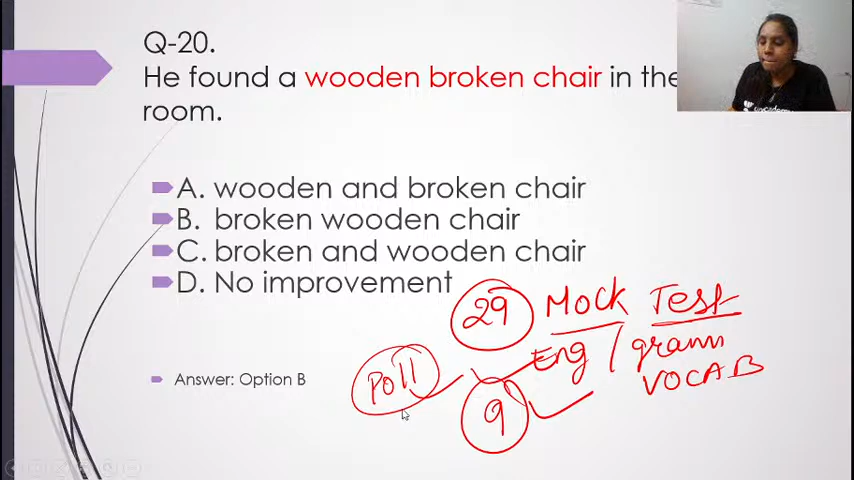 Q-20.
He found a wooden broken chair in the
room.
A. wooden and broken chair
B. broken wooden chair
C. broken and wooden chair
D. No improvement
29 Mock Test
Eng / gramm
VOCAB
Poll
9
Answer: Option B